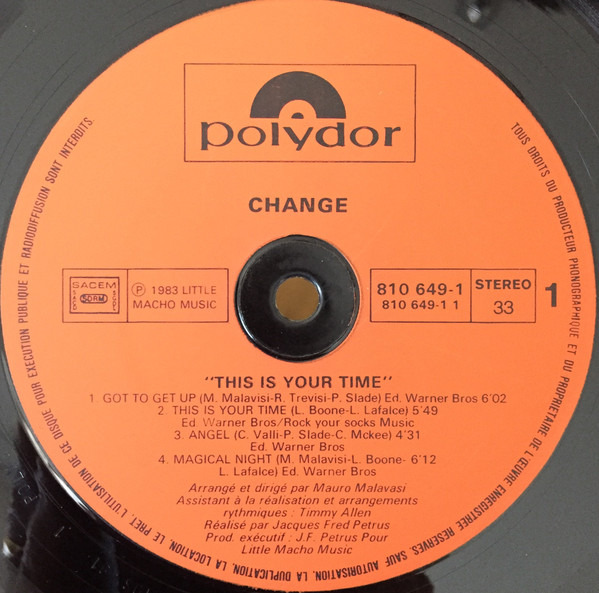 polydor
CHANGE
SACEM
SDRM
SACD
SGDL
℗ 1983 LITTLE
MACHO MUSIC
810 649-1
810 649-1 1
STEREO
33
1
"THIS IS YOUR TIME"
1. GOT TO GET UP (M. Malavisi-R. Trevisi-P. Slade) Ed. Warner Bros 6'02
2. THIS IS YOUR TIME (L. Boone-L. Lafalce) 5'49
Ed. Warner Bros/Rock your socks Music
3. ANGEL (C. Valli-P. Slade-C. Mckee) 4'31
Ed. Warner Bros
4. MAGICAL NIGHT (M. Malavisi-L. Boone- 6'12
L. Lafalce) Ed. Warner Bros
Arrangé et dirigé par Mauro Malavasi
Assistant à la réalisation et arrangements
rythmiques : Timmy Allen
Réalisé par Jacques Fred Petrus
Prod. exécutif : J.F. Petrus Pour
Little Macho Music
TOUS DROITS DU PRODUCTEUR PHONOGRAPHIQUE ET DU PROPRIETAIRE DE L'ŒUVRE ENREGISTREE RESERVES. SAUF AUTORISATION, LA DUPLICATION, LA LOCATION, LE PRET, L'UTILISATION DE CE DISQUE POUR EXECUTION PUBLIQUE ET RADIODIFFUSION SONT INTERDITS.